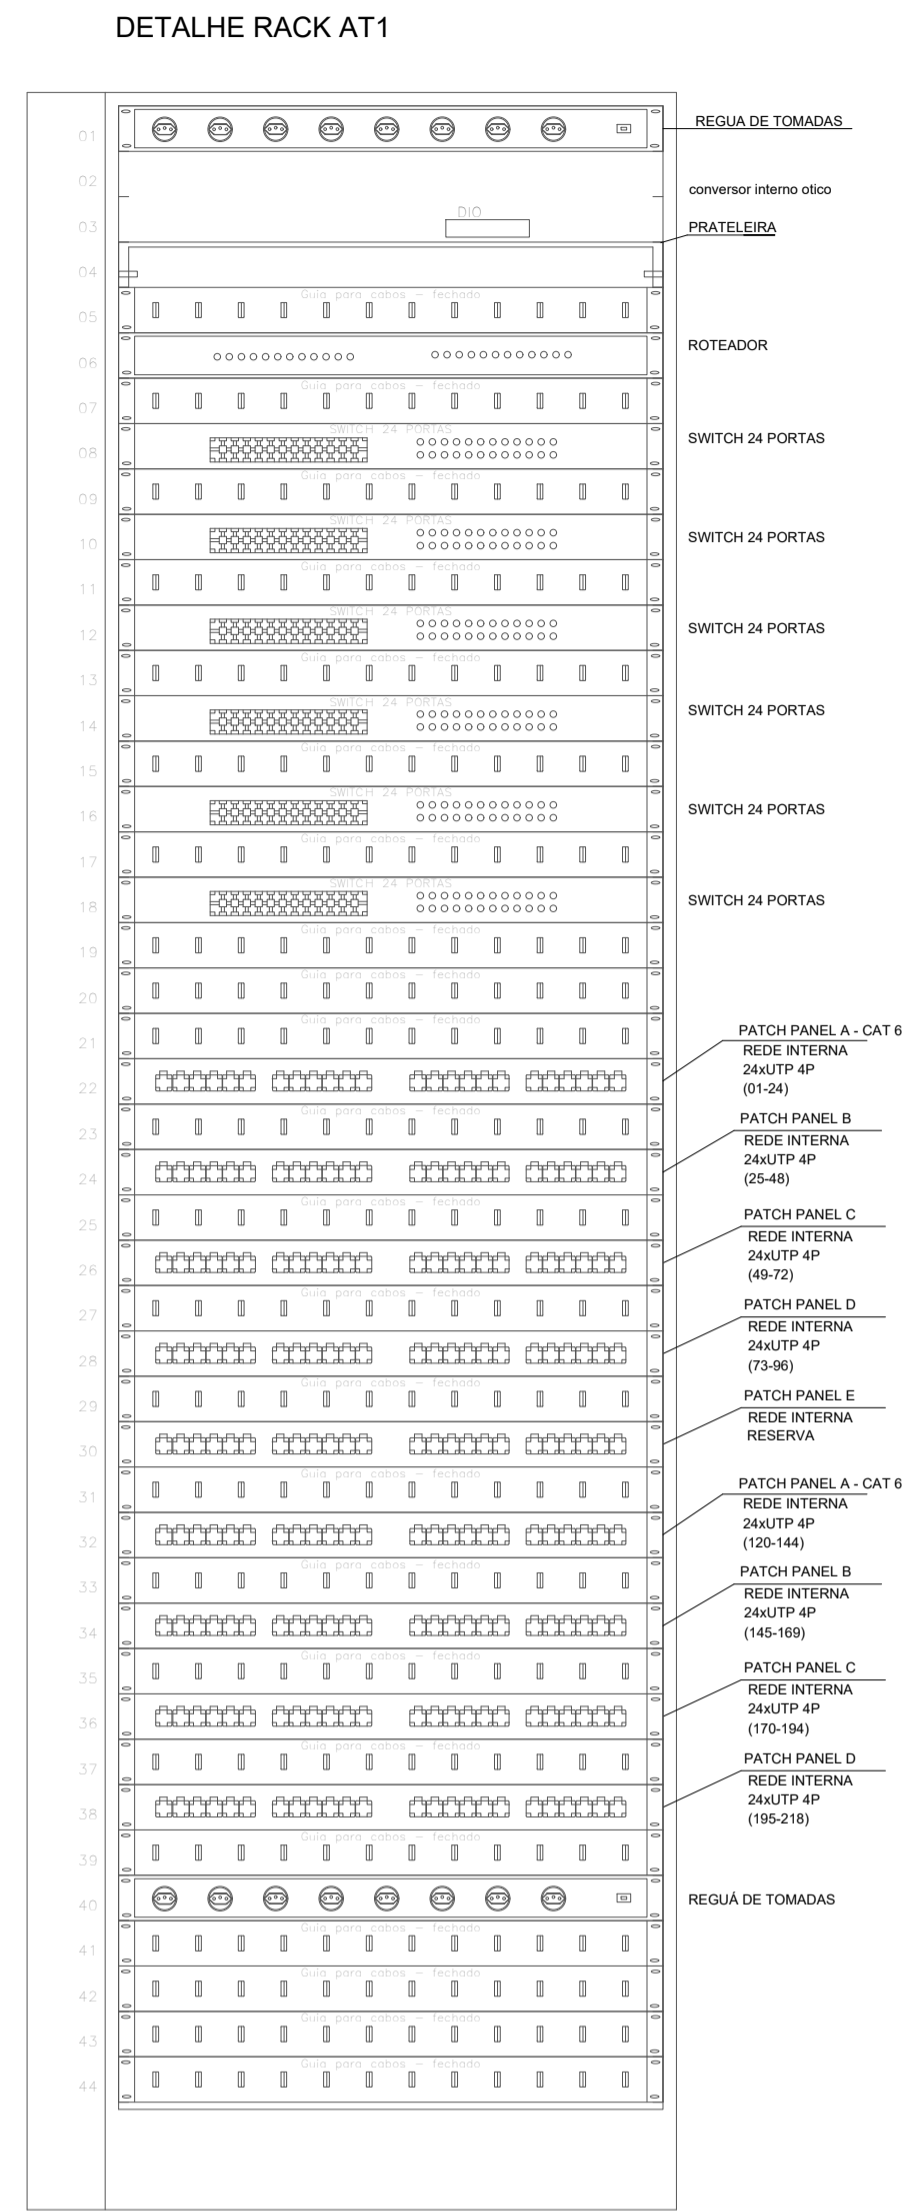 DETALHE RACK AT1
01
REGUA DE TOMADAS
02
conversor interno otico
03
DIO
PRATELEIRA
04
05
Guia para cabos - fechado
06
ROTEADOR
07
Guia para cabos - fechado
08
SWITCH 24 PORTAS
SWITCH 24 PORTAS
09
Guia para cabos - fechado
10
SWITCH 24 PORTAS
SWITCH 24 PORTAS
11
Guia para cabos - fechado
12
SWITCH 24 PORTAS
SWITCH 24 PORTAS
13
Guia para cabos - fechado
14
SWITCH 24 PORTAS
SWITCH 24 PORTAS
15
Guia para cabos - fechado
16
SWITCH 24 PORTAS
SWITCH 24 PORTAS
17
Guia para cabos - fechado
18
SWITCH 24 PORTAS
SWITCH 24 PORTAS
19
Guia para cabos - fechado
20
Guia para cabos - fechado
21
Guia para cabos - fechado
22
PATCH PANEL A - CAT 6
REDE INTERNA
24xUTP 4P
(01-24)
23
Guia para cabos - fechado
24
PATCH PANEL B
REDE INTERNA
24xUTP 4P
(25-48)
25
Guia para cabos - fechado
26
PATCH PANEL C
REDE INTERNA
24xUTP 4P
(49-72)
27
Guia para cabos - fechado
28
PATCH PANEL D
REDE INTERNA
24xUTP 4P
(73-96)
29
Guia para cabos - fechado
30
PATCH PANEL E
REDE INTERNA
RESERVA
31
Guia para cabos - fechado
32
PATCH PANEL A - CAT 6
REDE INTERNA
24xUTP 4P
(120-144)
33
Guia para cabos - fechado
34
PATCH PANEL B
REDE INTERNA
24xUTP 4P
(145-169)
35
Guia para cabos - fechado
36
PATCH PANEL C
REDE INTERNA
24xUTP 4P
(170-194)
37
Guia para cabos - fechado
38
PATCH PANEL D
REDE INTERNA
24xUTP 4P
(195-218)
39
Guia para cabos - fechado
40
REGUÁ DE TOMADAS
41
Guia para cabos - fechado
42
Guia para cabos - fechado
43
Guia para cabos - fechado
44
Guia para cabos - fechado